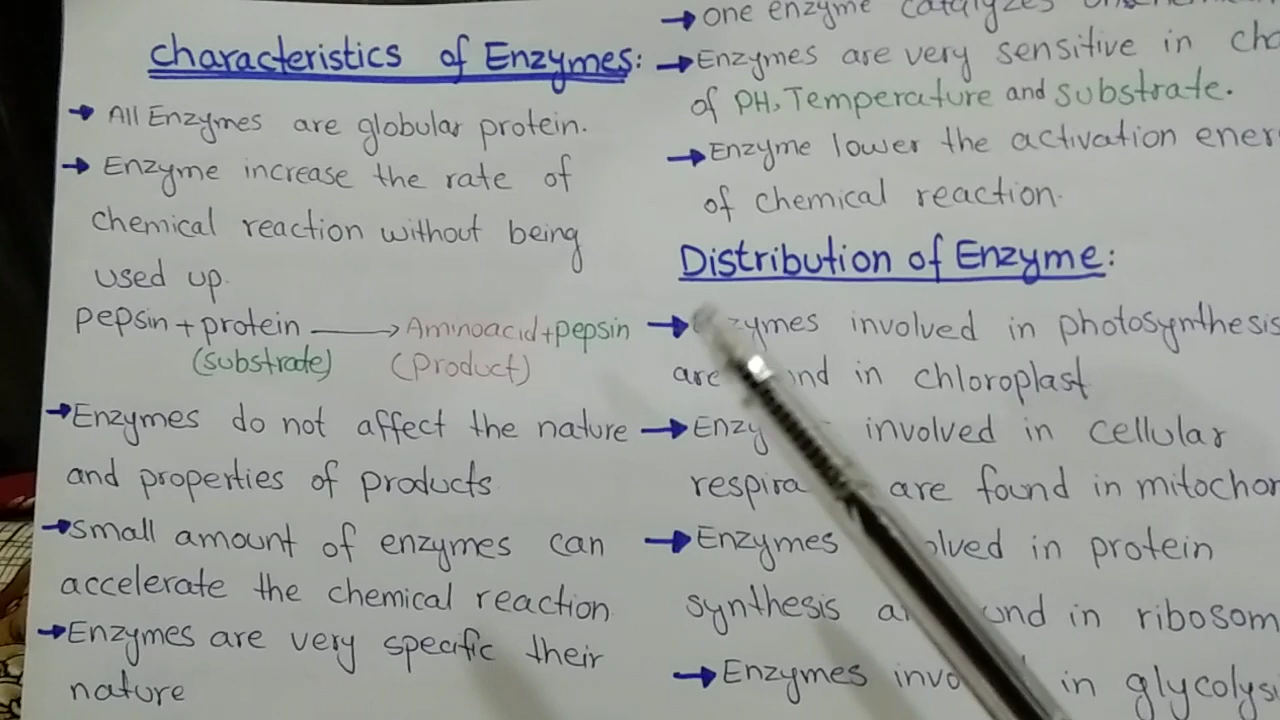 Characteristics of Enzymes:
→ All Enzymes are globular protein.
→ Enzyme increase the rate of
chemical reaction without being
used up.
pepsin + protein ⟶ Aminoacid + pepsin
(substrate) (product)
→ Enzymes do not affect the nature
and properties of products
→ small amount of enzymes can
accelerate the chemical reaction
→ Enzymes are very specific their
nature
→ one enzyme catalyzes
→ Enzymes are very sensitive in
of PH, Temperature and substrate.
→ Enzyme lower the activation
of chemical reaction.
Distribution of Enzyme:
→ involved in photosynthesis
are in chloroplast
→ involved in cellular
are found in
→ Enzymes in protein
synthesis in
→ Enzymes in